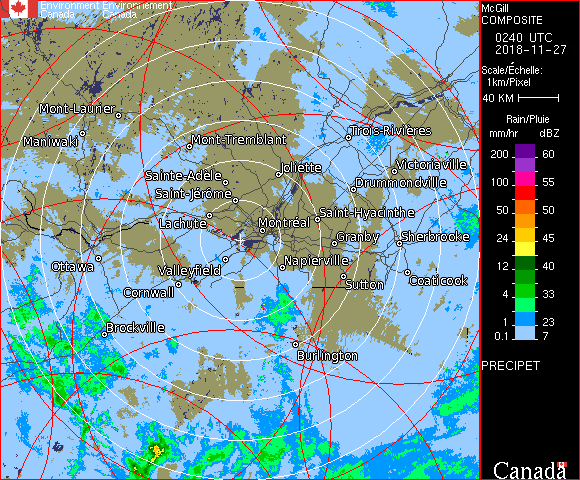 Environment Environnement
Canada Canada
McGill
COMPOSITE
0240 UTC
2018-11-27
Scale/Échelle:
1km/Pixel
40 KM
Rain/Pluie
mm/hr dBZ
200 60
100 55
50 50
24 45
12 40
4 33
1 23
0.1 7
PRECIPET
Canada
Mont-Laurier
Maniwaki
Mont-Tremblant
Trois-Rivières
Joliette
Victoriaville
Sainte-Adèle
Drummondville
Saint-Jérôme
Saint-Hyacinthe
Lachute
Montréal
Granby
Sherbrooke
Ottawa
Valleyfield
Napierville
Coaticook
Cornwall
Sutton
Brockville
Burlington